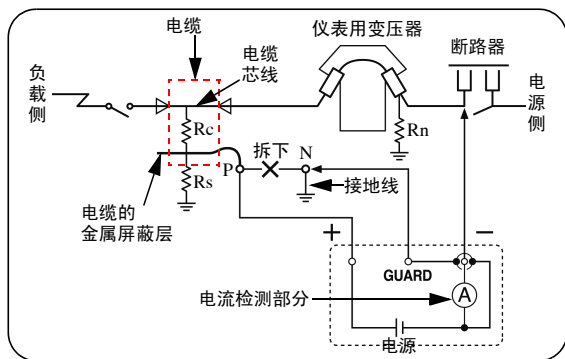 电缆
仪表用变压器
断路器
负载侧
电缆
芯线
电源侧
Rc
Rn
拆下
P
N
Rs
接地线
电缆的
金属屏蔽层
+
−
GUARD
电流检测部分
A
电源